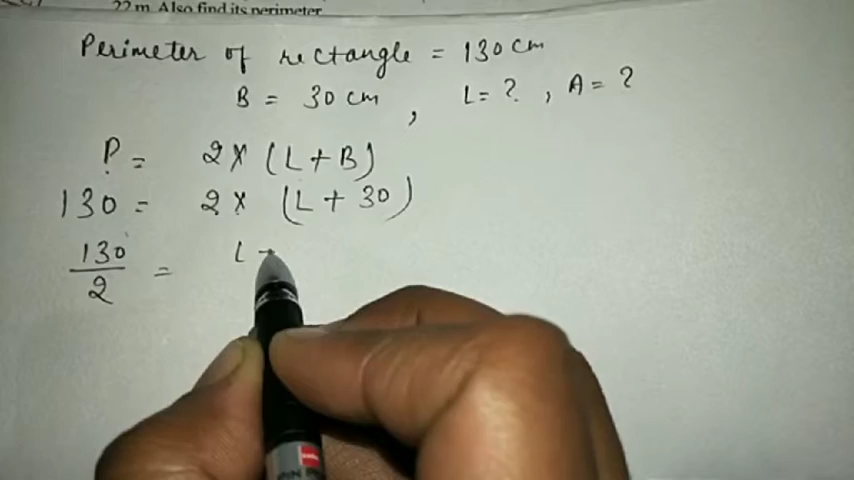 22 m. Also find its perimeter
Perimeter of rectangle = 130 cm
B = 30 cm , L = ? , A = ?
P = 2 × (L + B)
130 = 2 × (L + 30)
130/2 = L +